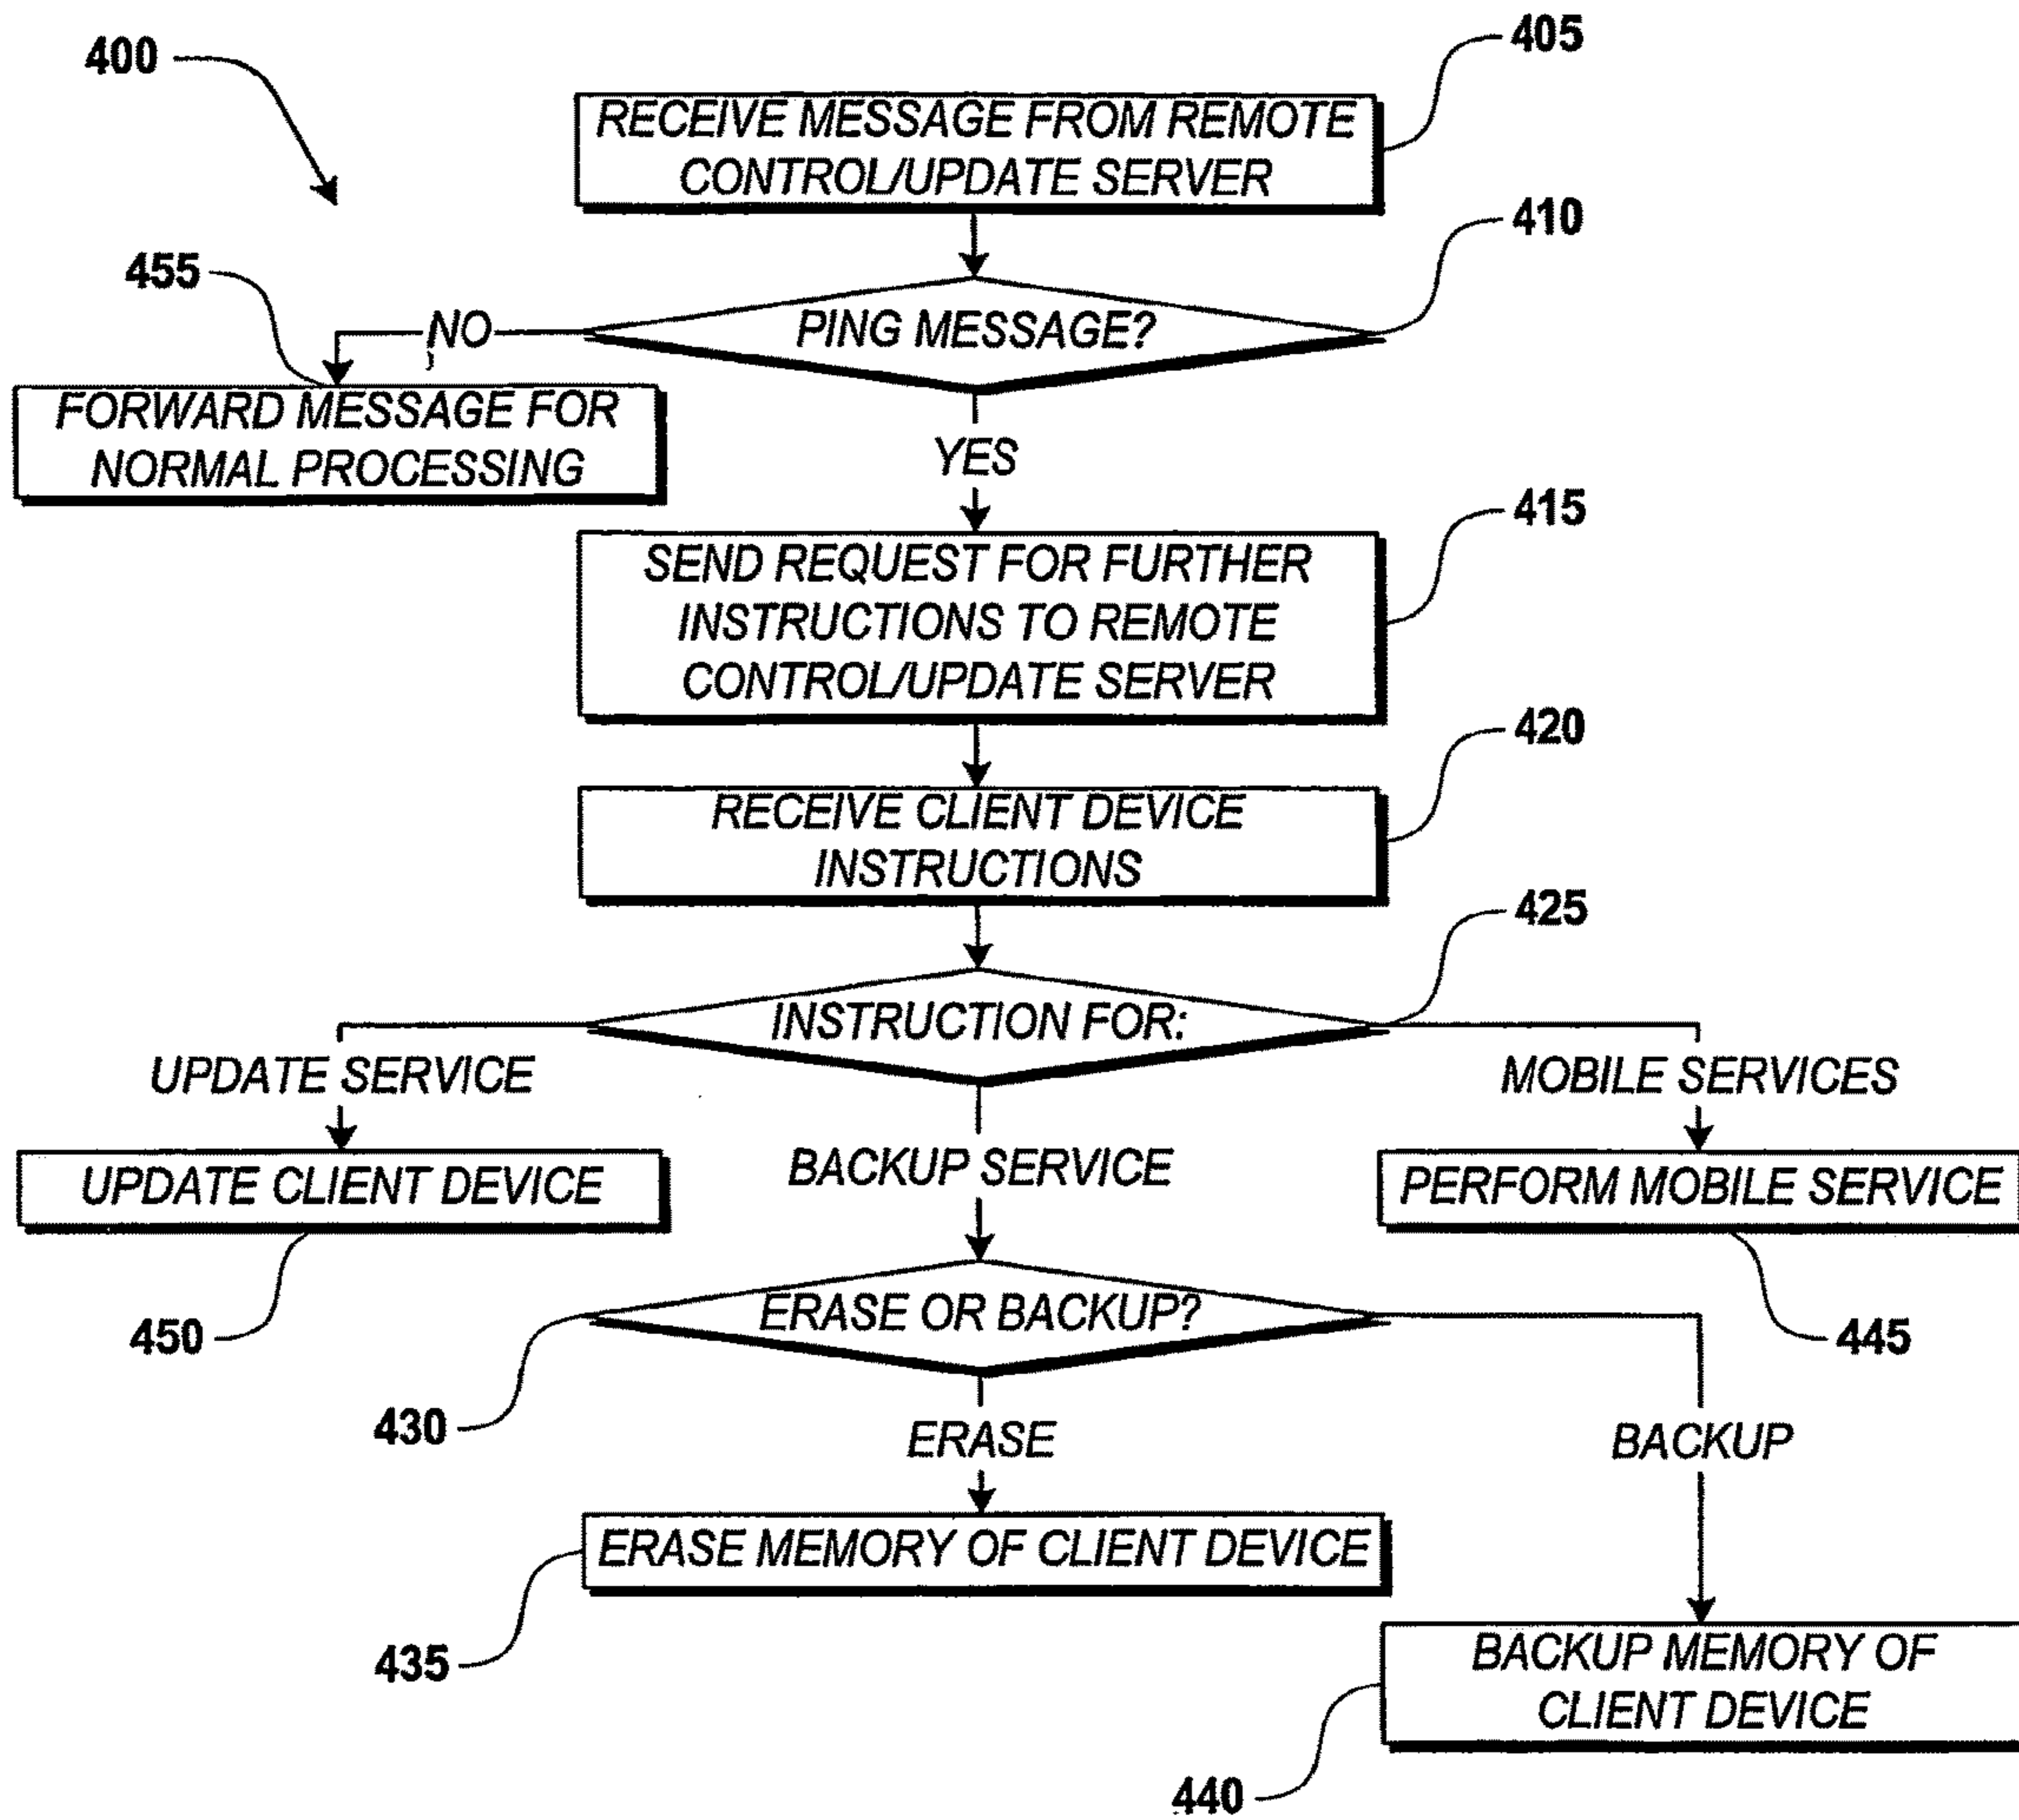 400
405
RECEIVE MESSAGE FROM REMOTE
CONTROL/UPDATE SERVER
410
455
NO
PING MESSAGE?
FORWARD MESSAGE FOR
NORMAL PROCESSING
YES
415
SEND REQUEST FOR FURTHER
INSTRUCTIONS TO REMOTE
CONTROL/UPDATE SERVER
420
RECEIVE CLIENT DEVICE
INSTRUCTIONS
425
INSTRUCTION FOR:
UPDATE SERVICE
MOBILE SERVICES
BACKUP SERVICE
UPDATE CLIENT DEVICE
PERFORM MOBILE SERVICE
450
ERASE OR BACKUP?
445
430
ERASE
BACKUP
ERASE MEMORY OF CLIENT DEVICE
435
BACKUP MEMORY OF
CLIENT DEVICE
440